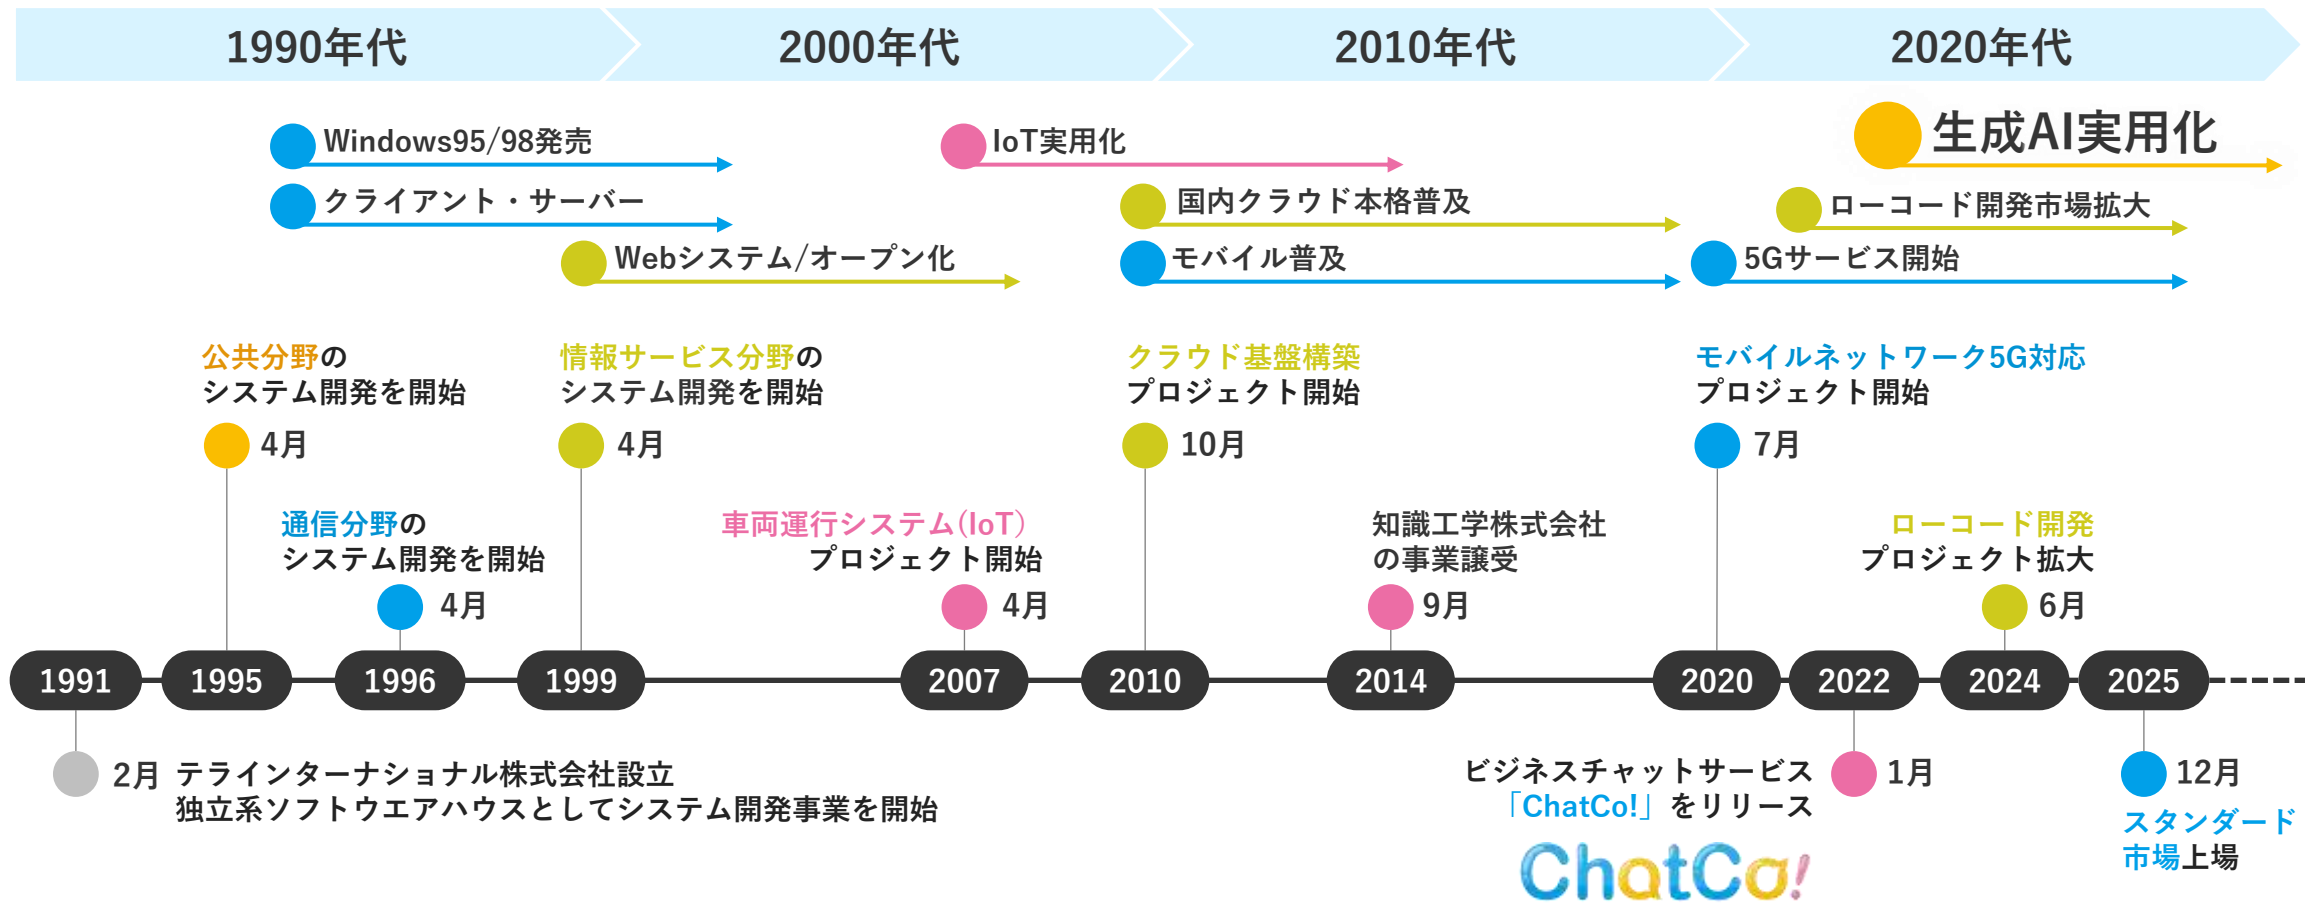 1990年代
2000年代
2010年代
2020年代
Windows95/98発売
IoT実用化
生成AI実用化
クライアント・サーバー
国内クラウド本格普及
ローコード開発市場拡大
Webシステム/オープン化
モバイル普及
5Gサービス開始
公共分野の
システム開発を開始
4月
情報サービス分野の
システム開発を開始
4月
クラウド基盤構築
プロジェクト開始
10月
モバイルネットワーク5G対応
プロジェクト開始
7月
通信分野の
システム開発を開始
4月
車両運行システム(IoT)
プロジェクト開始
4月
知識工学株式会社
の事業譲受
9月
ローコード開発
プロジェクト拡大
6月
1991
1995
1996
1999
2007
2010
2014
2020
2022
2024
2025
2月 テラインターナショナル株式会社設立
独立系ソフトウエアハウスとしてシステム開発事業を開始
ビジネスチャットサービス
「ChatCo!」をリリース
1月
ChatCo!
12月
スタンダード
市場上場